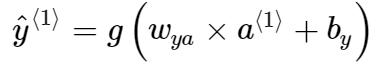 ŷ⟨1⟩ = g(w_ya × a⟨1⟩ + b_y)